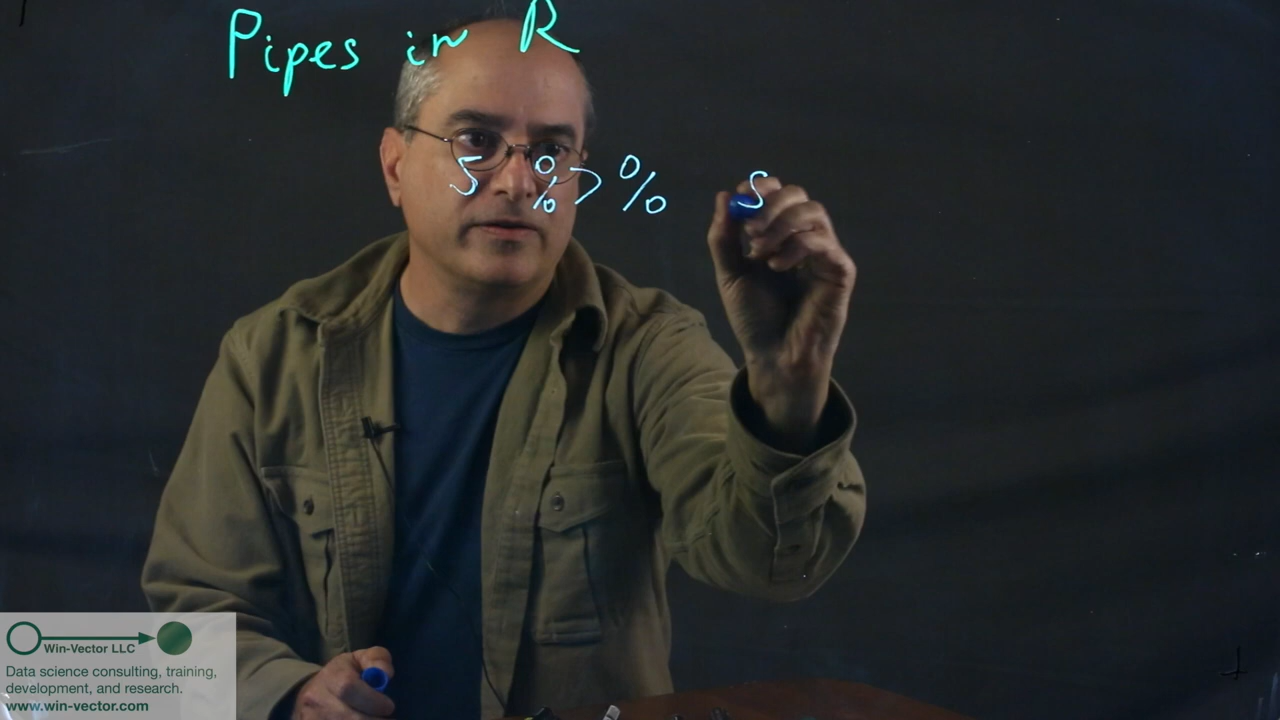 Pipes in R
5 %>% s
Win-Vector LLC
Data science consulting, training,
development, and research.
www.win-vector.com